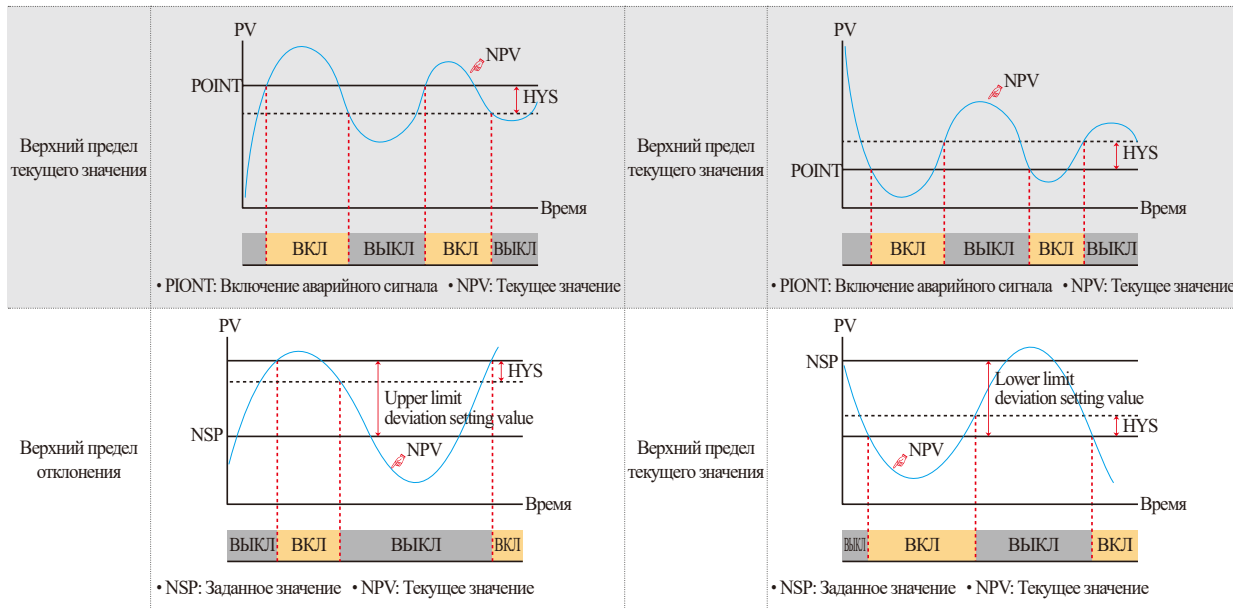 Верхний предел
текущего значения
PV
POINT
NPV
HYS
Время
ВКЛ ВЫКЛ ВКЛ ВЫКЛ
• PIONT: Включение аварийного сигнала • NPV: Текущее значение
Верхний предел
текущего значения
PV
NPV
HYS
POINT
Время
ВКЛ ВЫКЛ ВКЛ ВЫКЛ
• PIONT: Включение аварийного сигнала • NPV: Текущее значение
Верхний предел
отклонения
PV
HYS
Upper limit
deviation setting value
NSP
NPV
Время
ВЫКЛ ВКЛ ВЫКЛ ВКЛ
• NSP: Заданное значение • NPV: Текущее значение
Верхний предел
текущего значения
PV
NSP
Lower limit
deviation setting value
HYS
NPV
Время
ВЫКЛ ВКЛ ВЫКЛ ВКЛ
• NSP: Заданное значение • NPV: Текущее значение